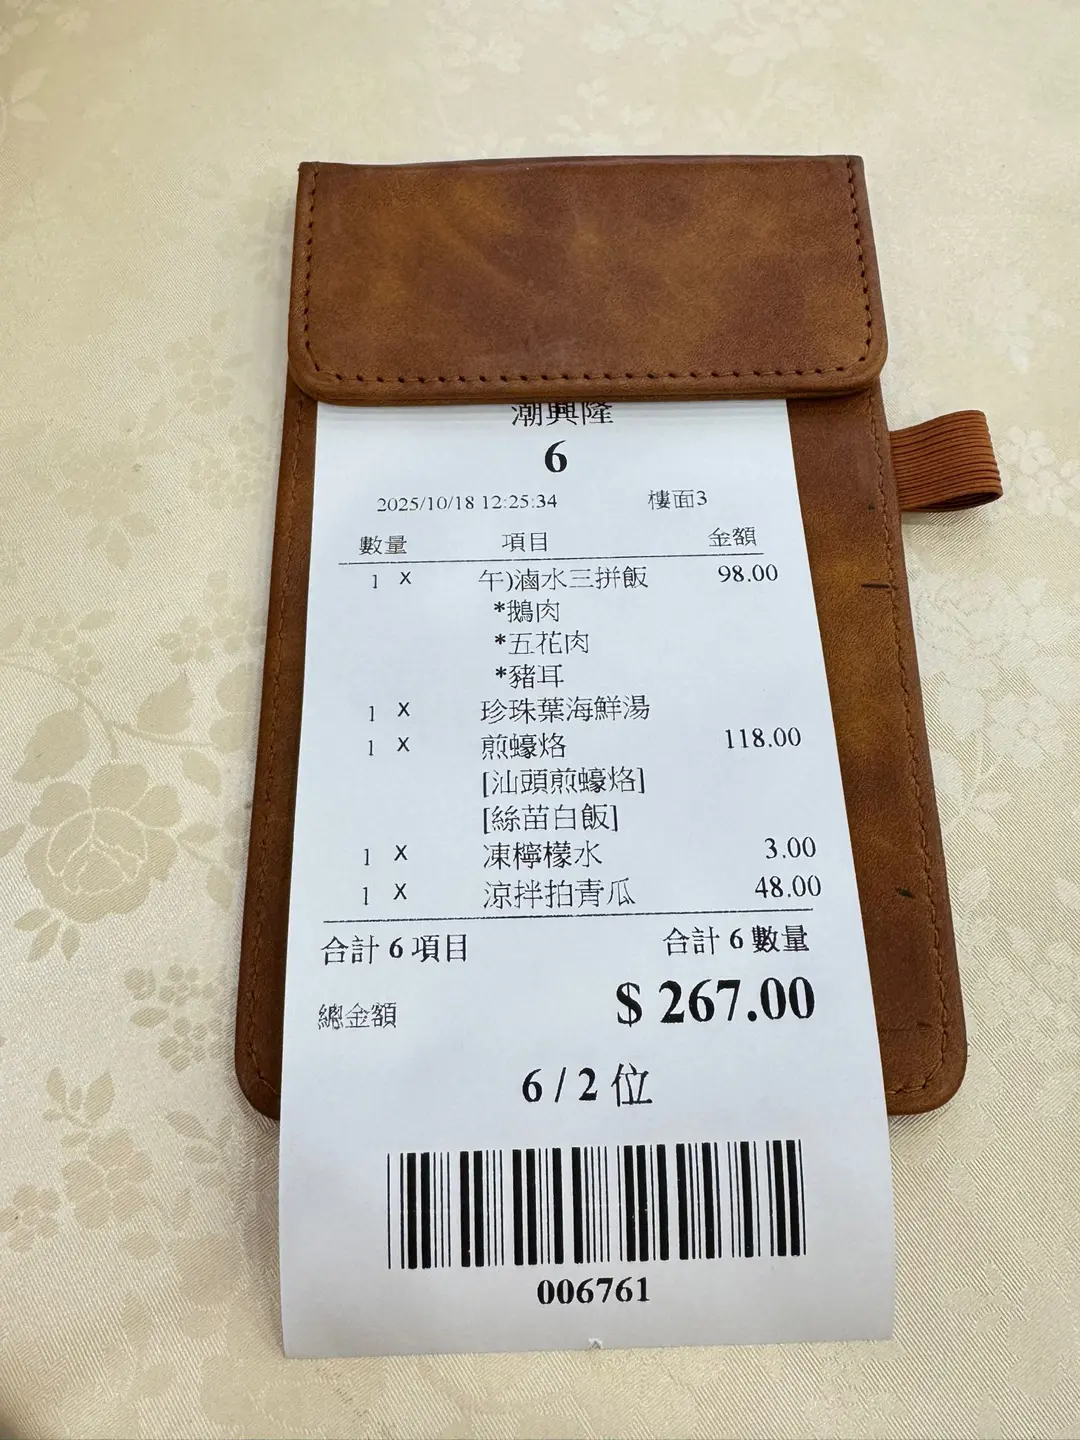 潮興隆
6
2025/10/18 12:25:34 樓面3
數量 項目 金額
1 X 午)滷水三拼飯 98.00
*鵝肉
*五花肉
*豬耳
1 X 珍珠葉海鮮湯
1 X 煎蠔烙 118.00
[汕頭煎蠔烙]
[絲苗白飯]
1 X 凍檸檬水 3.00
1 X 涼拌拍青瓜 48.00
合計 6 項目 合計 6 數量
總金額 $ 267.00
6 / 2 位
006761